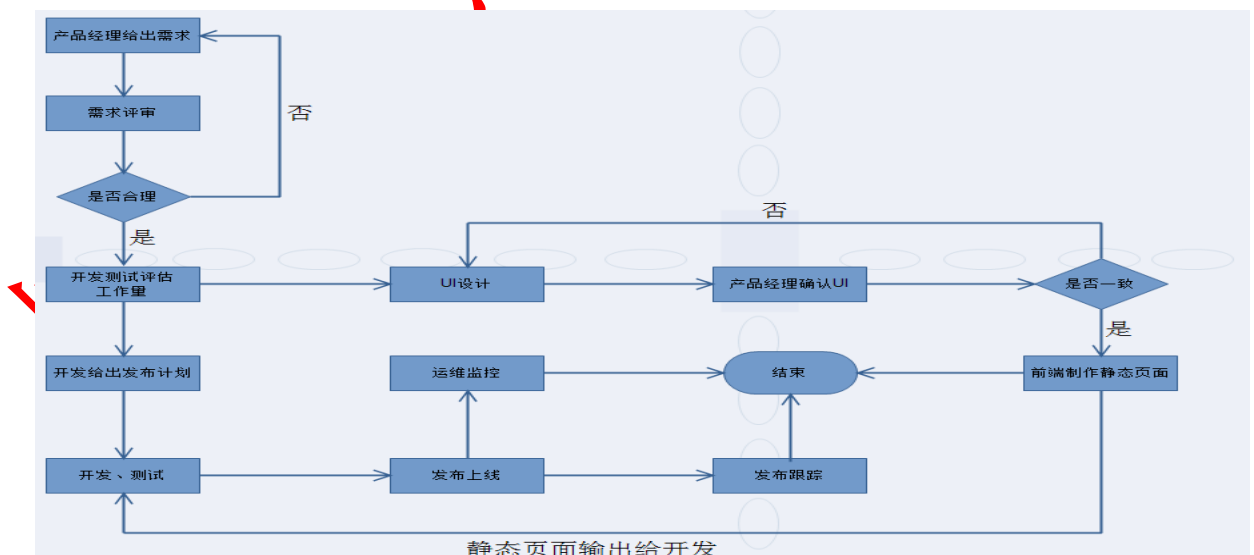 产品经理给出需求
需求评审
否
是否合理
是
否
开发测试评估
工作量
UI设计
产品经理确认UI
是否一致
是
开发给出发布计划
运维监控
结束
前端制作静态页面
开发、测试
发布上线
发布跟踪
静态页面输出给开发